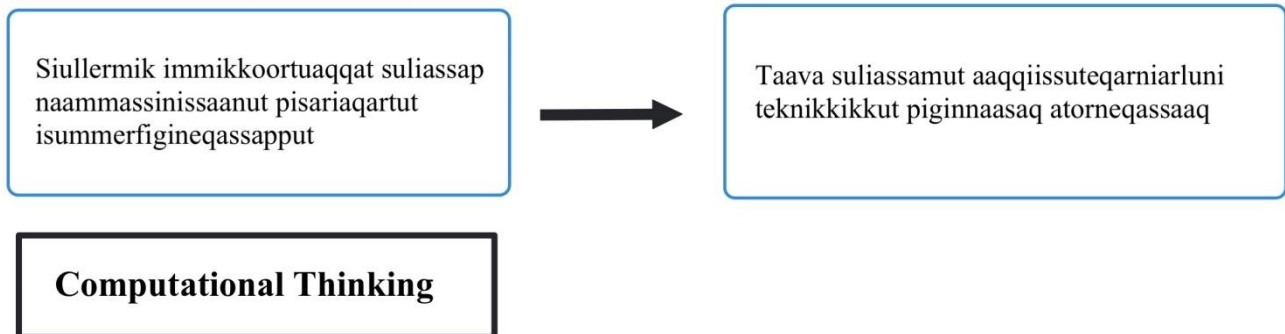 Siullermik immikkoortuaqqat suliassap
naammassinissaanut pisariaqartut
isummerfigineqassapput
Taava suliassamut aaqqiissuteqarniarluni
teknikkikkut piginnaasaq atorneqassaaq
Computational Thinking